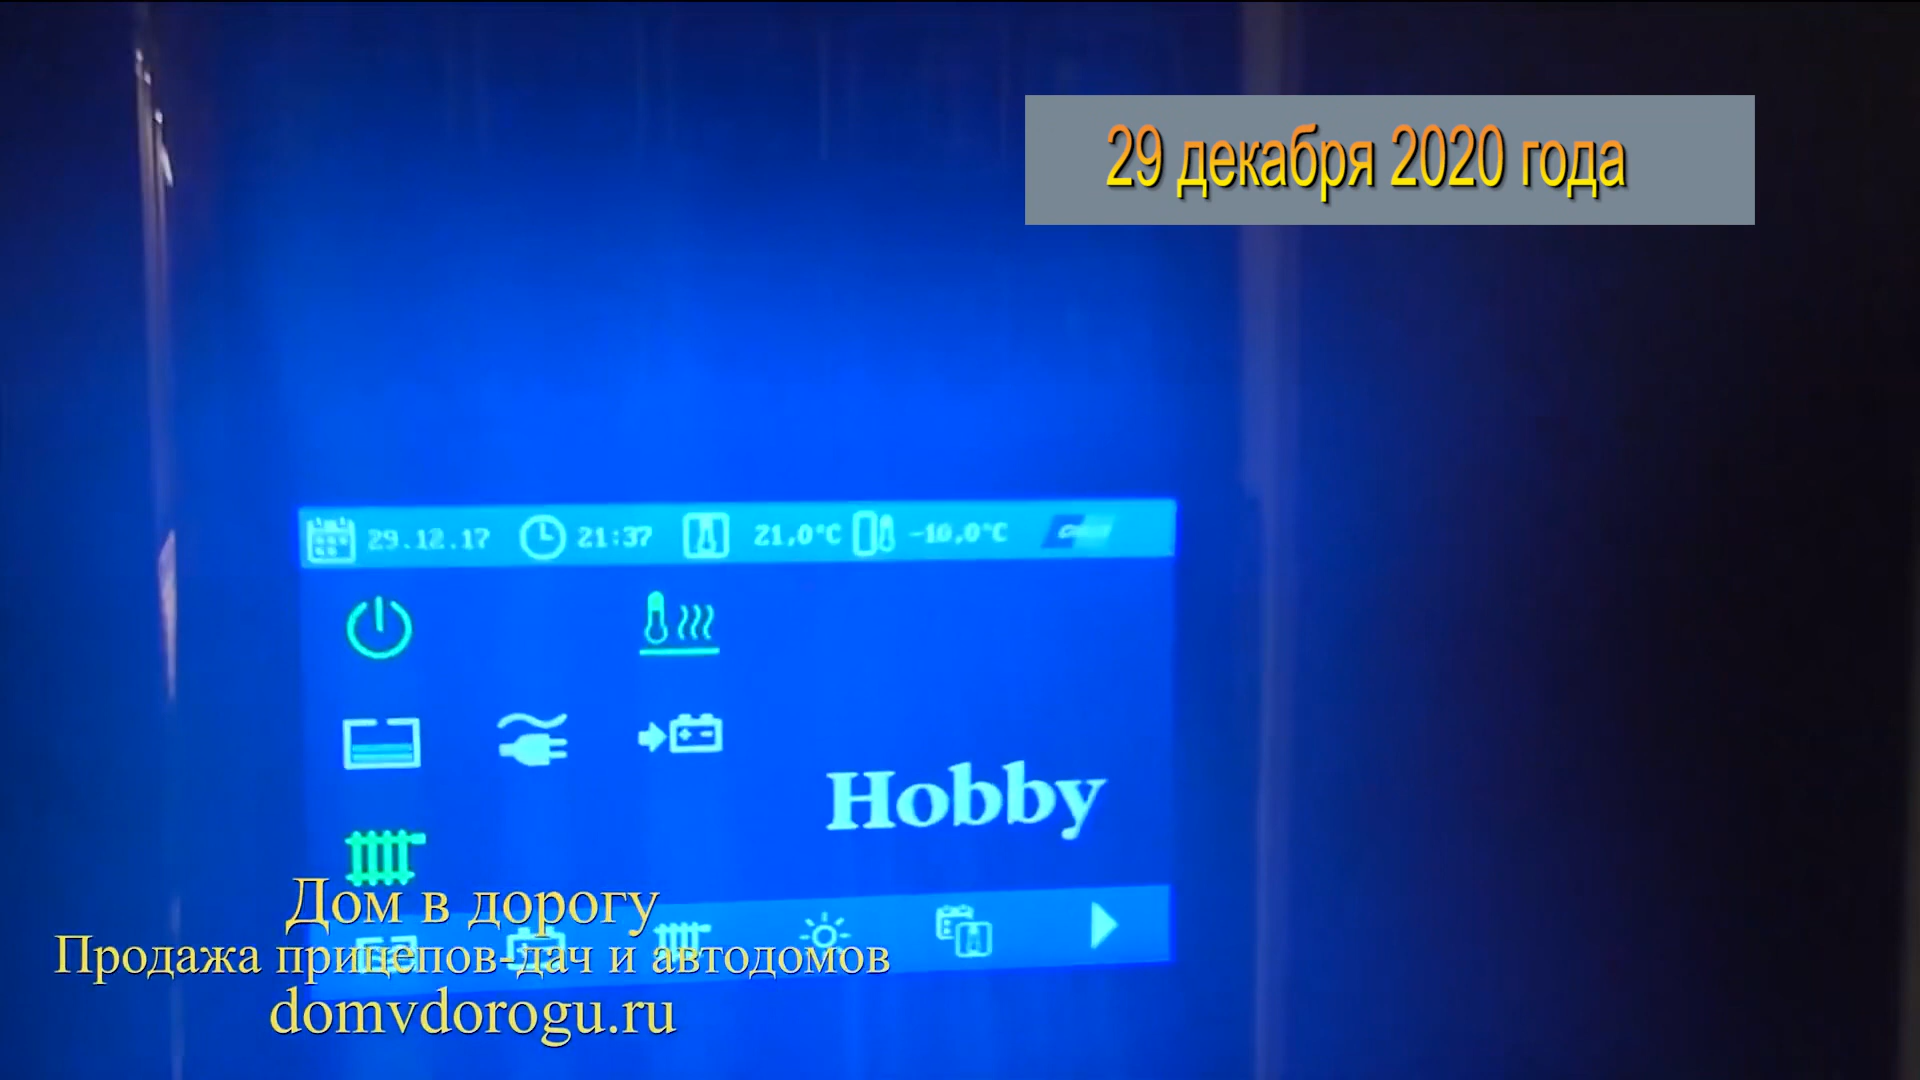 29 декабря 2020 года
29.12.17 21:37 21,0°C -10,0°C
Hobby
Дом в дорогу
Продажа прицепов-дач и автодомов
domvdorogu.ru